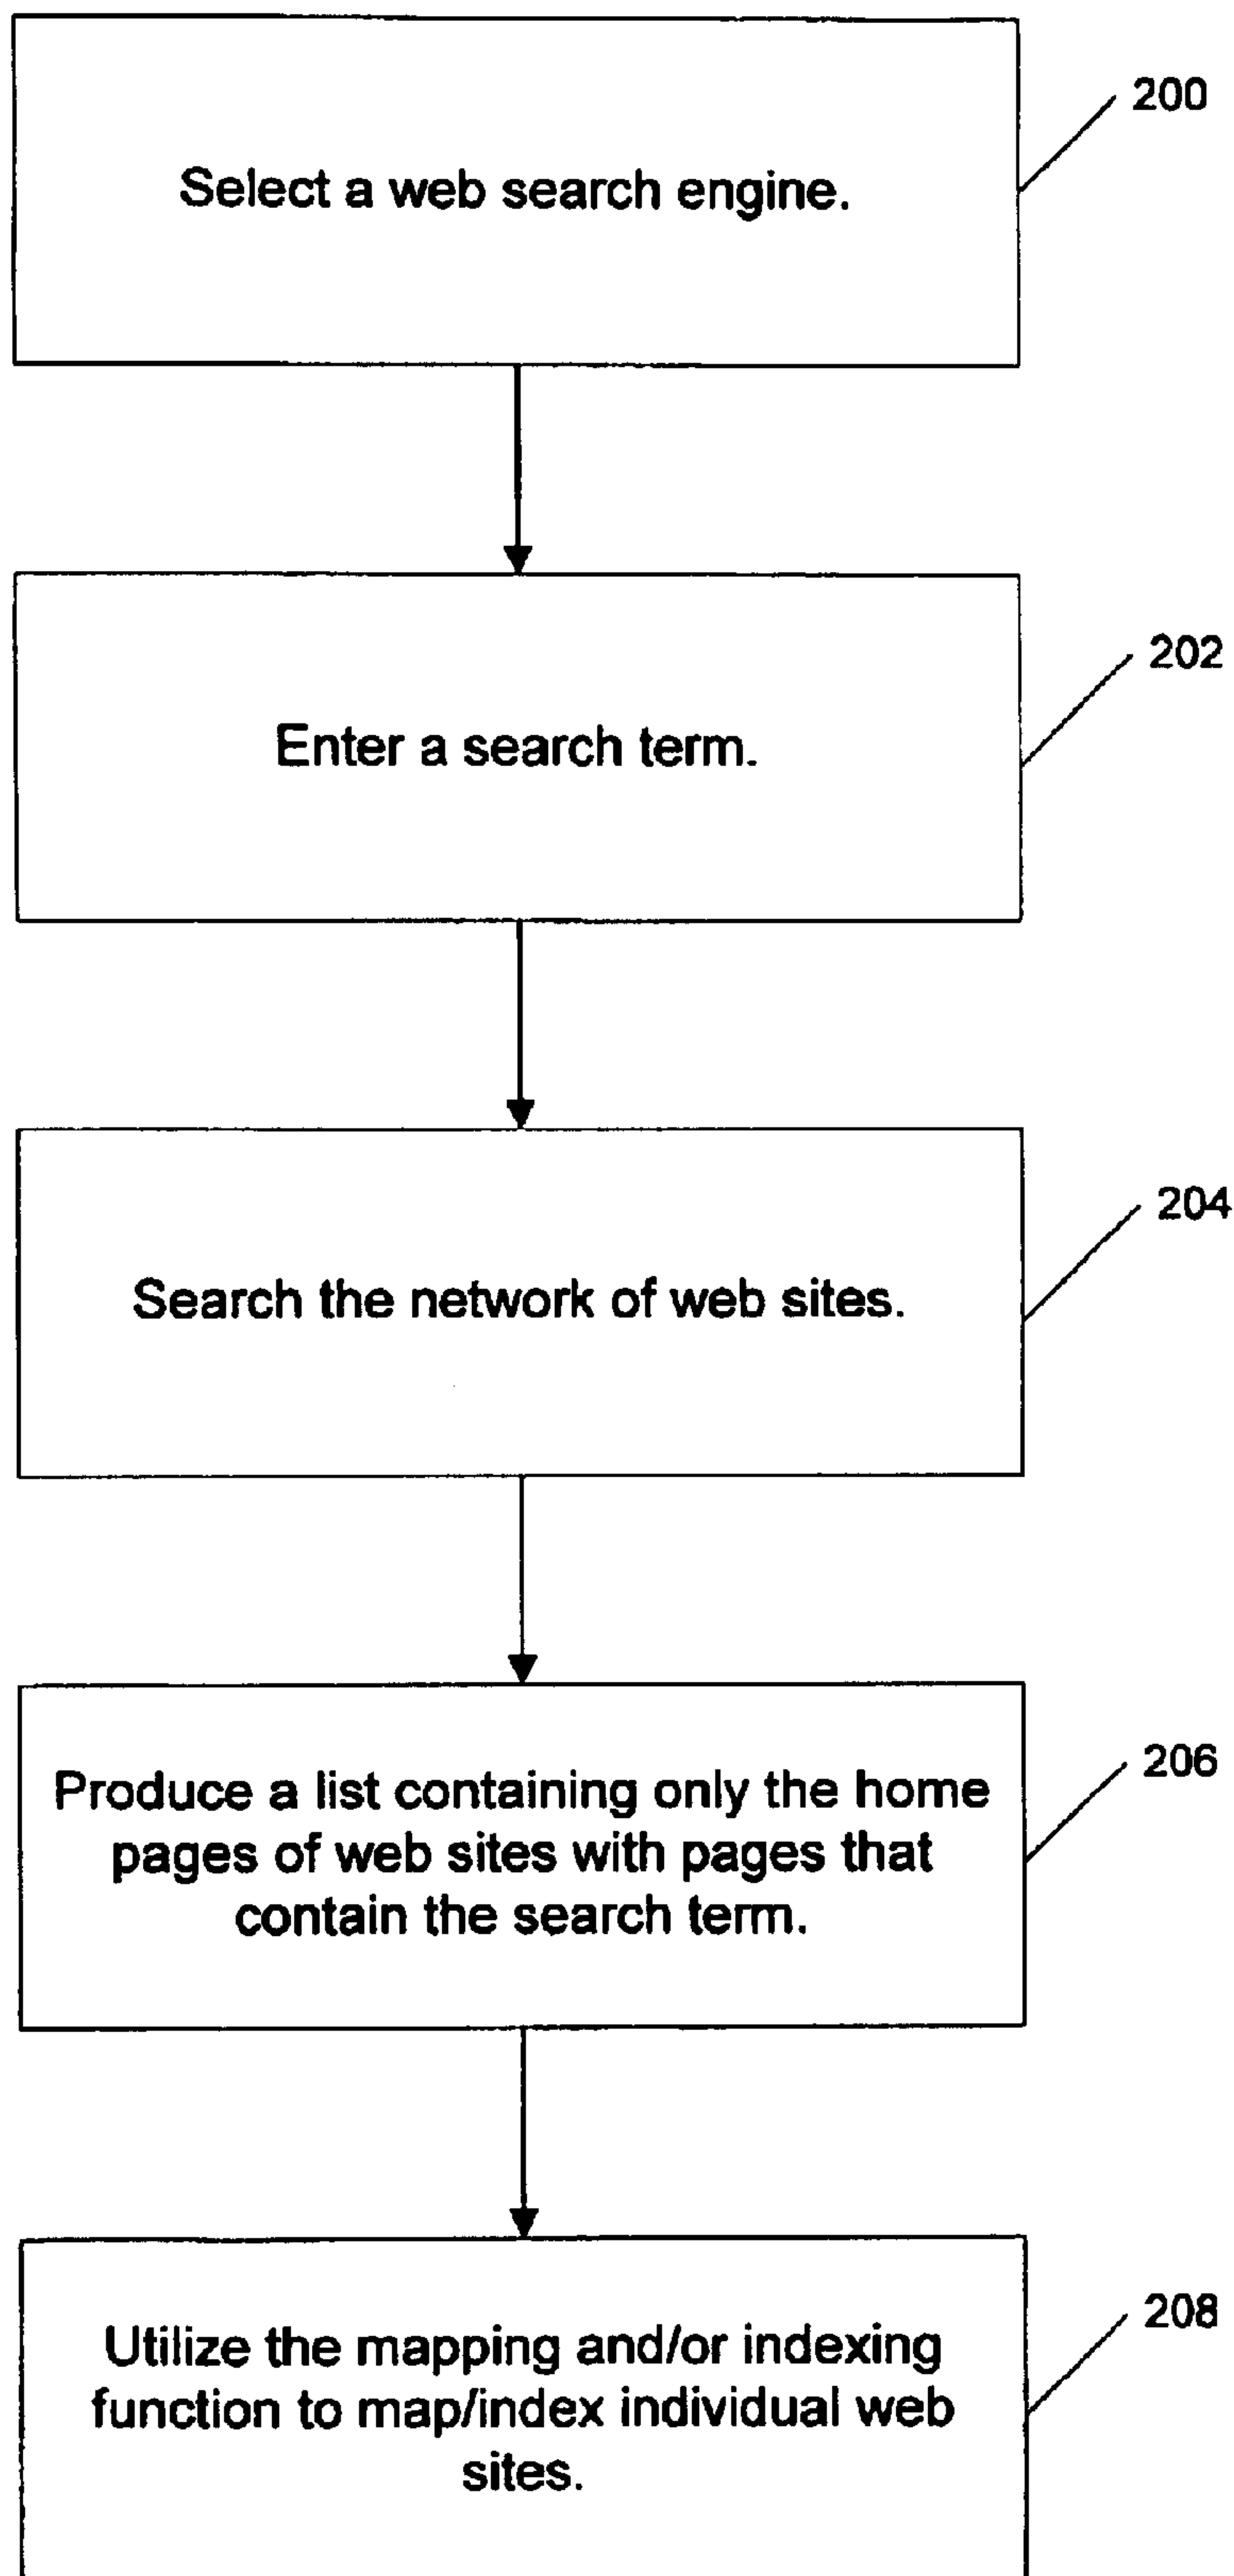 200
Select a web search engine.
202
Enter a search term.
204
Search the network of web sites.
206
Produce a list containing only the home
pages of web sites with pages that
contain the search term.
208
Utilize the mapping and/or indexing
function to map/index individual web
sites.